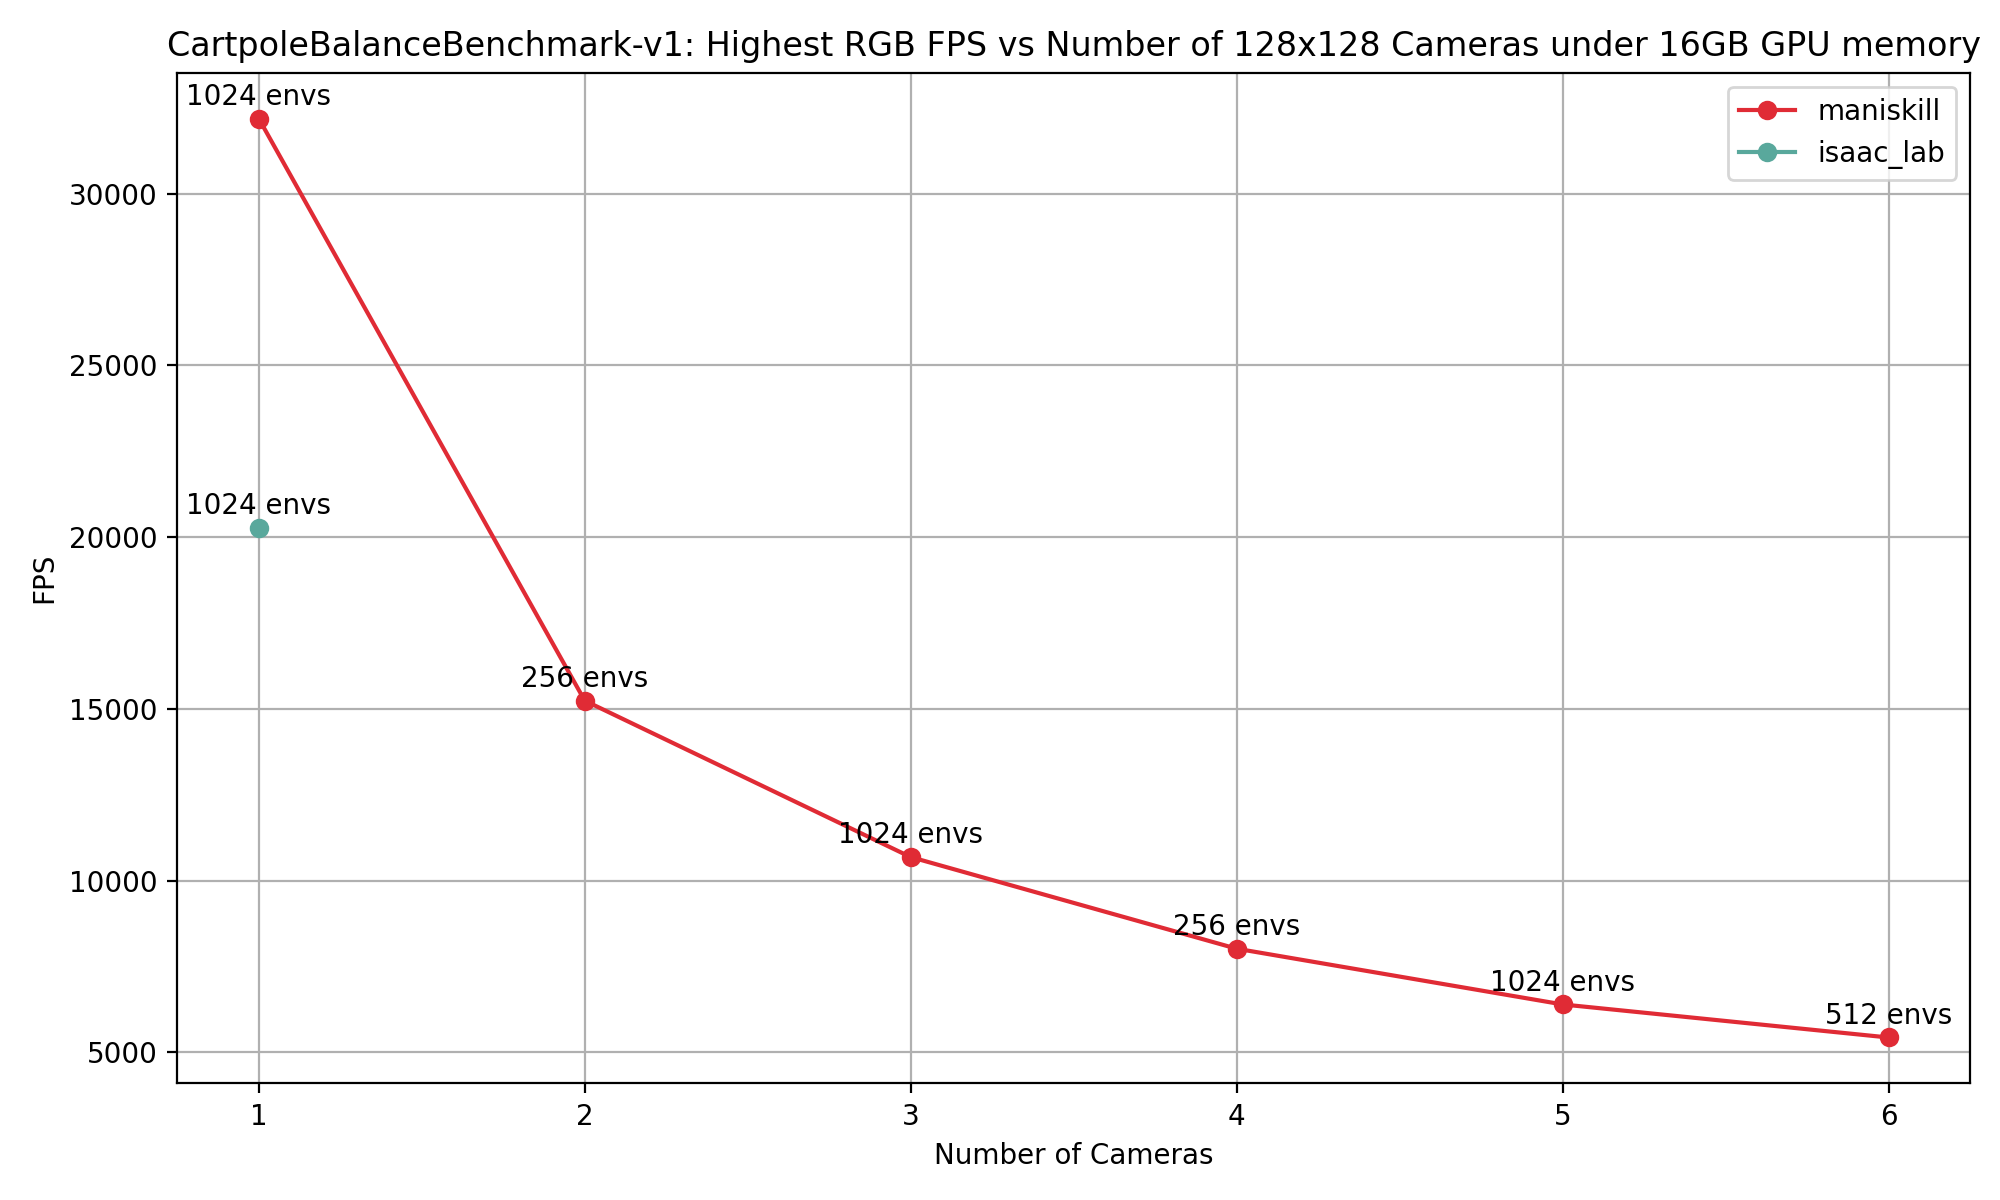 CartpoleBalanceBenchmark-v1: Highest RGB FPS vs Number of 128x128 Cameras under 16GB GPU memory
maniskill
isaac_lab
1024 envs
1024 envs
256 envs
1024 envs
256 envs
1024 envs
512 envs
30000
25000
20000
15000
10000
5000
FPS
1
2
3
4
5
6
Number of Cameras